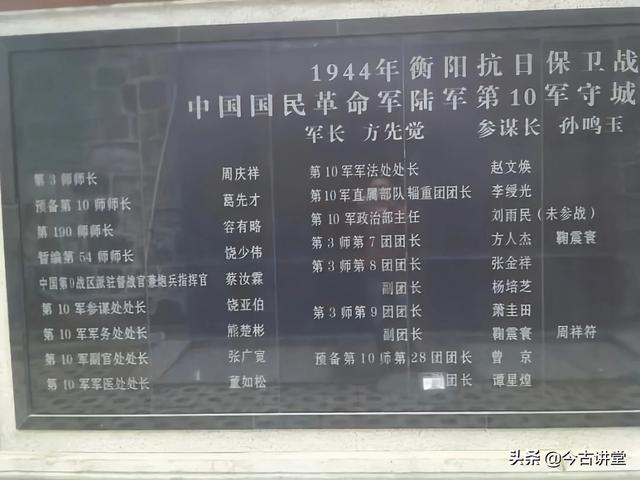 1944年衡阳抗日保卫战
中国国民革命军陆军第10军守城
军长 方先觉 参谋长 孙鸣玉
第3师师长 周庆祥
预备第10师师长 葛先才
第190师师长 容有略
暂编第54师师长 饶少伟
中国第9战区派驻督战官兼炮兵指挥官 蔡汝霖
第10军参谋处处长 饶亚伯
第10军军务处处长 熊楚彬
第10军副官处处长 张广宽
第10军军医处处长 董如松
第10军军法处处长 赵文焕
第10军直属部队辎重团团长 李绶光
第10军政治部主任 刘雨民(未参战)
第3师第7团团长 方人杰 鞠震寰
第3师第8团团长 张金祥
副团长 杨培芝
第3师第9团团长 萧圭田
副团长 鞠震寰 周祥符
预备第10师第28团团长 曾京
团长 谭星煌
头条 @今古讲堂